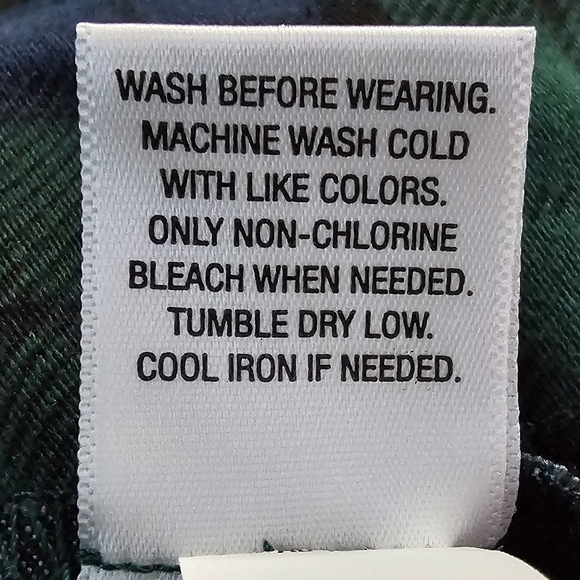 WASH BEFORE WEARING.
MACHINE WASH COLD
WITH LIKE COLORS.
ONLY NON-CHLORINE
BLEACH WHEN NEEDED.
TUMBLE DRY LOW.
COOL IRON IF NEEDED.